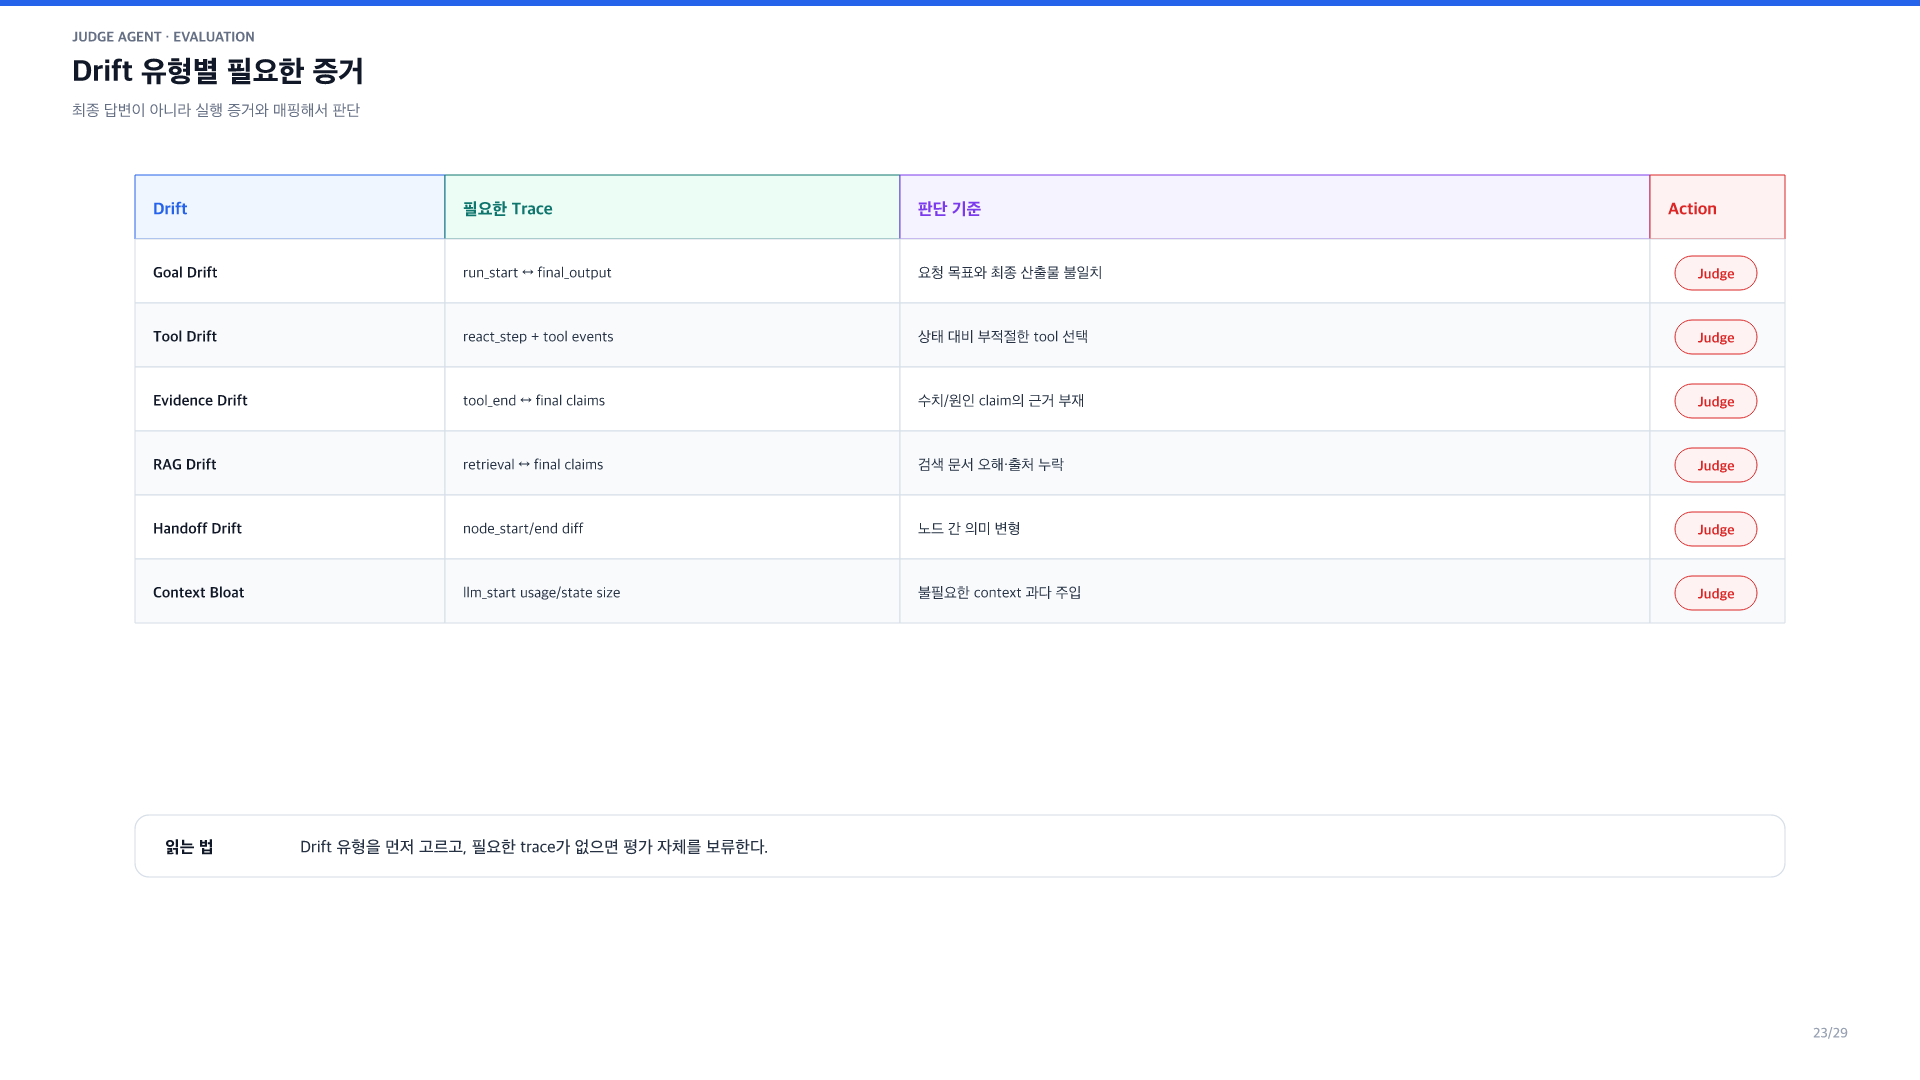 JUDGE AGENT · EVALUATION
Drift 유형별 필요한 증거
최종 답변이 아니라 실행 증거와 매핑해서 판단
Drift 필요한 Trace 판단 기준 Action
Goal Drift run_start ↔ final_output 요청 목표와 최종 산출물 불일치 Judge
Tool Drift react_step + tool events 상태 대비 부적절한 tool 선택 Judge
Evidence Drift tool_end ↔ final claims 수치/원인 claim의 근거 부재 Judge
RAG Drift retrieval ↔ final claims 검색 문서 오해·출처 누락 Judge
Handoff Drift node_start/end diff 노드 간 의미 변형 Judge
Context Bloat llm_start usage/state size 불필요한 context 과다 주입 Judge
읽는 법 Drift 유형을 먼저 고르고, 필요한 trace가 없으면 평가 자체를 보류한다.
23/29